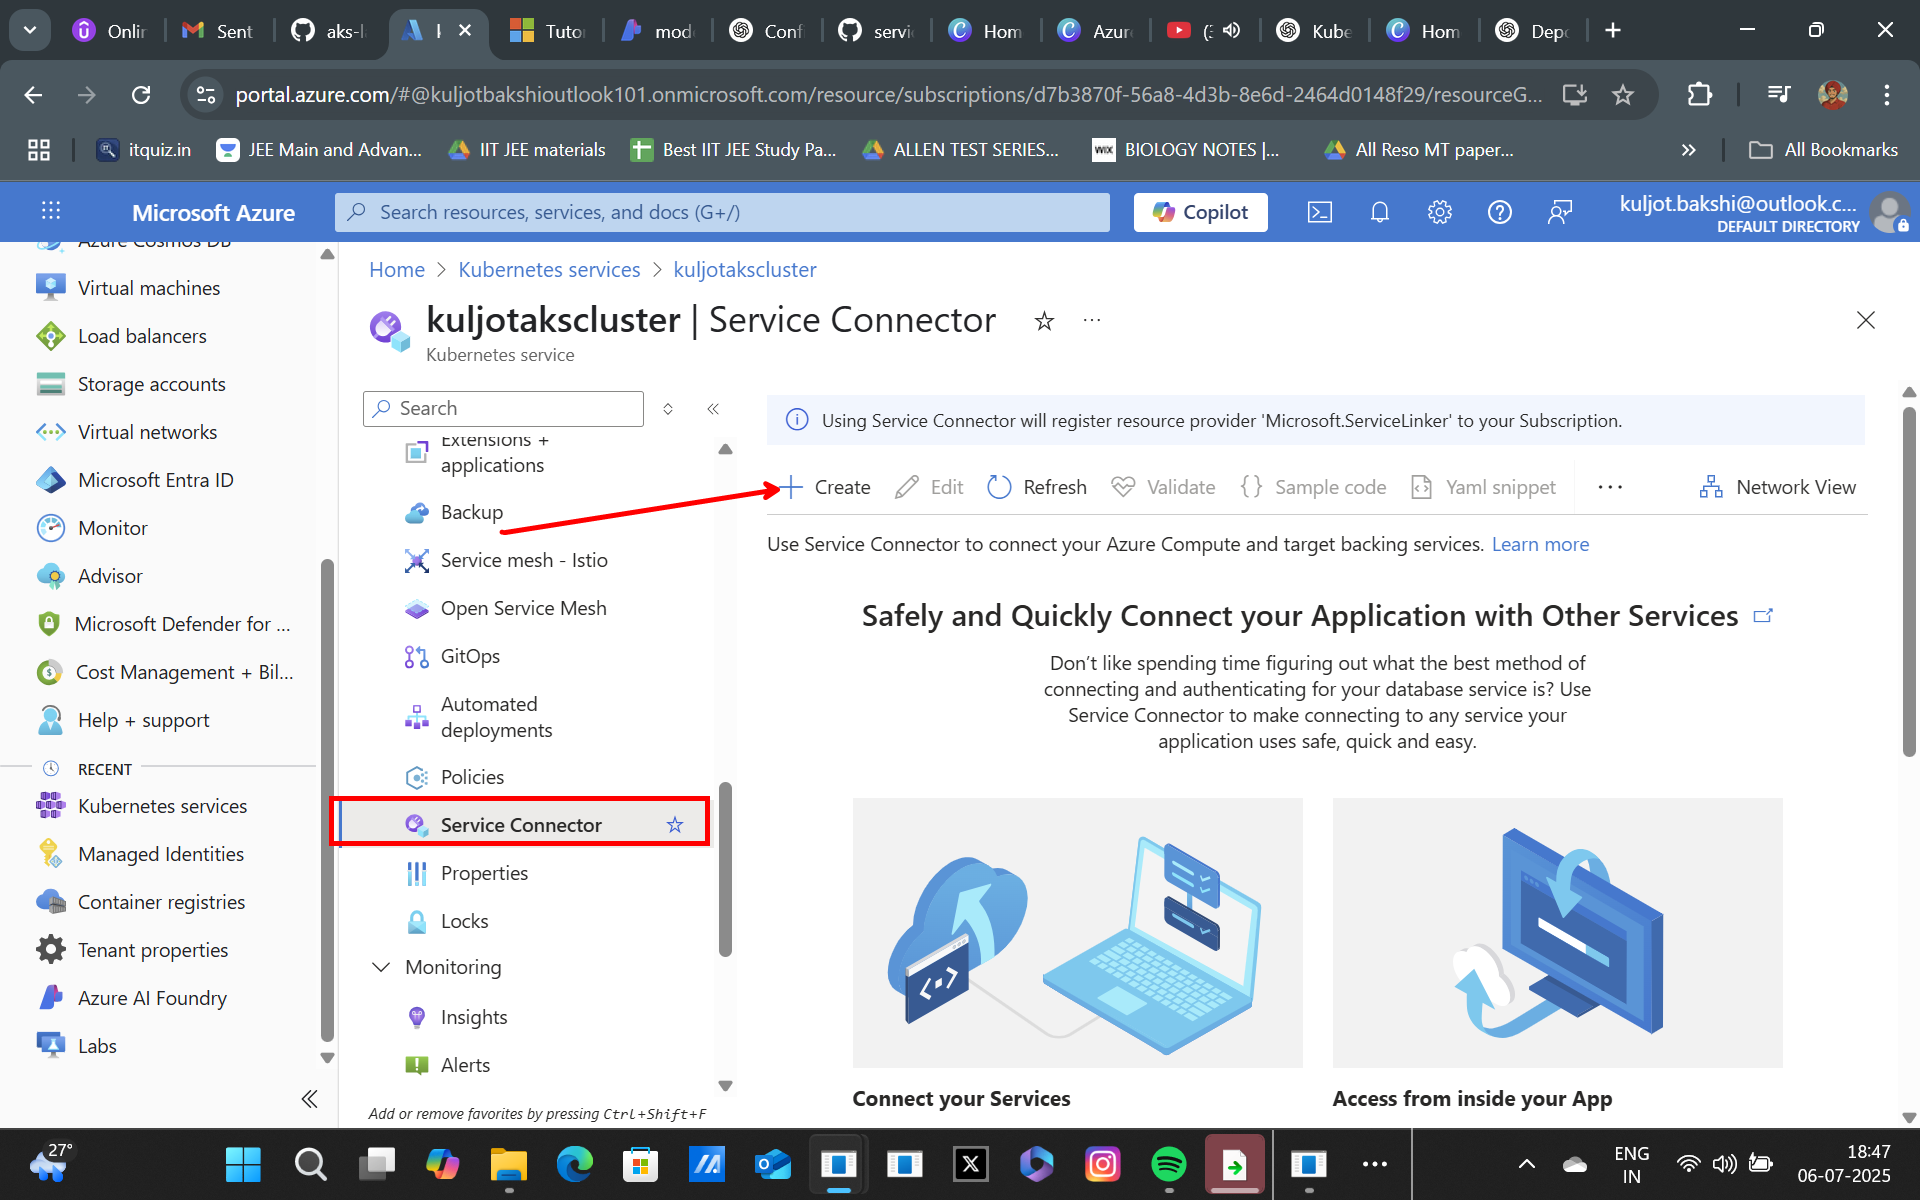 Onlin
Sent
aks-l
Tuto
mode
Conf
servi
Hom
Azur
Kube
Hom
Dep
portal.azure.com/#@kuljotbakshioutlook101.onmicrosoft.com/resource/subscriptions/d7b3870f-56a8-4d3b-8e6d-2464d0148f29/resourceG...
itquiz.in
JEE Main and Advan...
IIT JEE materials
Best IIT JEE Study Pa...
ALLEN TEST SERIES...
WIX BIOLOGY NOTES |...
All Reso MT paper...
All Bookmarks
Microsoft Azure
Search resources, services, and docs (G+/)
Copilot
kuljot.bakshi@outlook.c...
DEFAULT DIRECTORY
Azure Cosmos DB
Virtual machines
Load balancers
Storage accounts
Virtual networks
Microsoft Entra ID
Monitor
Advisor
Microsoft Defender for ...
Cost Management + Bil...
Help + support
RECENT
Kubernetes services
Managed Identities
Container registries
Tenant properties
Azure AI Foundry
Labs
Home > Kubernetes services > kuljotakscluster
kuljotakscluster | Service Connector
Kubernetes service
Search
Extensions +
applications
Backup
Service mesh - Istio
Open Service Mesh
GitOps
Automated
deployments
Policies
Service Connector
Properties
Locks
Monitoring
Insights
Alerts
Add or remove favorites by pressing Ctrl+Shift+F
Using Service Connector will register resource provider 'Microsoft.ServiceLinker' to your Subscription.
Create
Edit
Refresh
Validate
Sample code
Yaml snippet
Network View
Use Service Connector to connect your Azure Compute and target backing services. Learn more
Safely and Quickly Connect your Application with Other Services
Don't like spending time figuring out what the best method of
connecting and authenticating for your database service is? Use
Service Connector to make connecting to any service your
application uses safe, quick and easy.
Connect your Services
Access from inside your App
27°
ENG
IN
18:47
06-07-2025